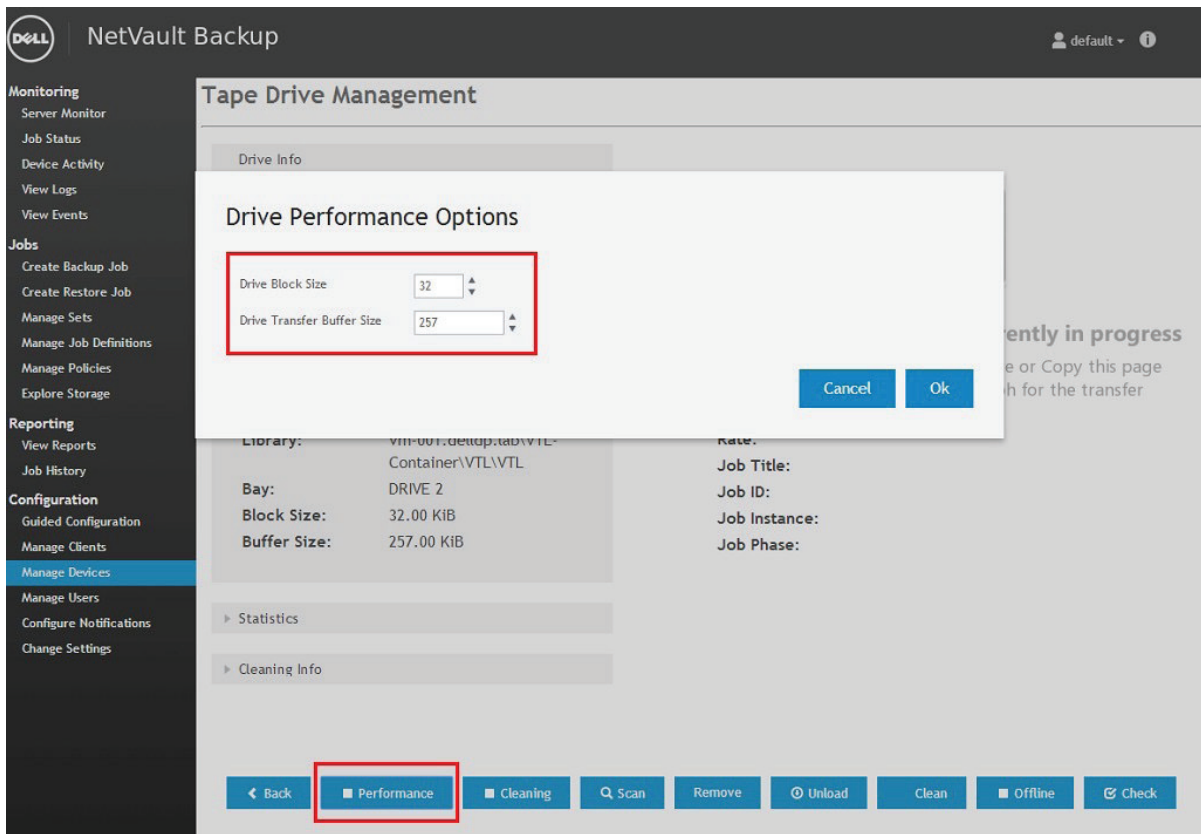 DELL
NetVault Backup
default
Monitoring
Server Monitor
Job Status
Device Activity
View Logs
View Events
Jobs
Create Backup Job
Create Restore Job
Manage Sets
Manage Job Definitions
Manage Policies
Explore Storage
Reporting
View Reports
Job History
Configuration
Guided Configuration
Manage Clients
Manage Devices
Manage Users
Configure Notifications
Change Settings
Tape Drive Management
Drive Info
Drive Performance Options
Drive Block Size 32
Drive Transfer Buffer Size 257
Cancel Ok
ently in progress
e or Copy this page
h for the transfer
Library: vm-001.delldp.lab\VTL-
Container\VTL\VTL
Bay: DRIVE 2
Block Size: 32.00 KiB
Buffer Size: 257.00 KiB
Rate:
Job Title:
Job ID:
Job Instance:
Job Phase:
Statistics
Cleaning Info
Back Performance Cleaning Scan Remove Unload Clean Offline Check